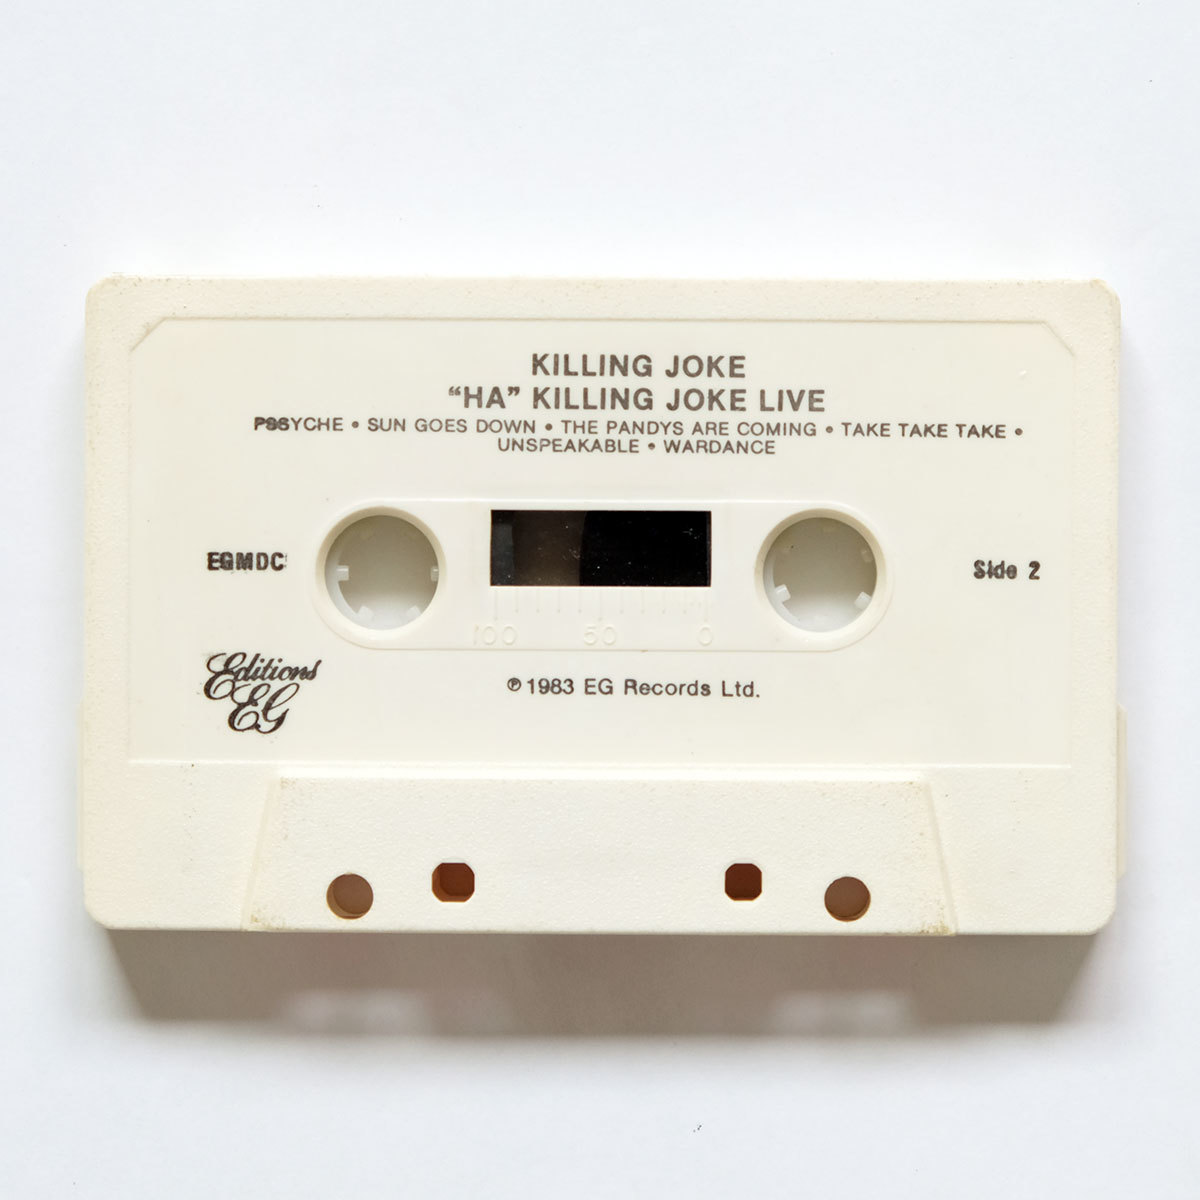 KILLING JOKE
“HA” KILLING JOKE LIVE
PSSYCHE • SUN GOES DOWN • THE PANDYS ARE COMING • TAKE TAKE TAKE •
UNSPEAKABLE • WARDANCE
EGMDC
Side 2
100 50 0
Editions
EG
℗ 1983 EG Records Ltd.